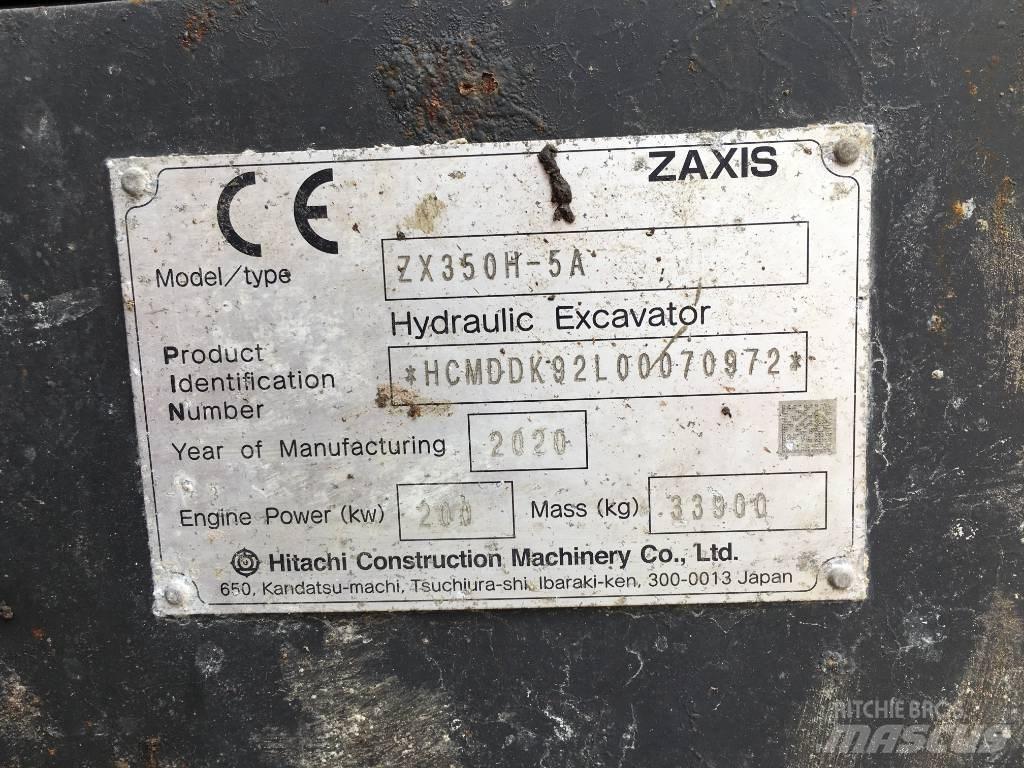 CE ZAXIS
Model/type ZX350H-5A
Hydraulic Excavator
Product
Identification *HCMDDK92L00070972*
Number
Year of Manufacturing 2020
Engine Power (kw) 200 Mass (kg) 33900
Hitachi Construction Machinery Co., Ltd.
650, Kandatsu-machi, Tsuchiura-shi, Ibaraki-ken, 300-0013 Japan
RITCHIE BROS
MASCUS